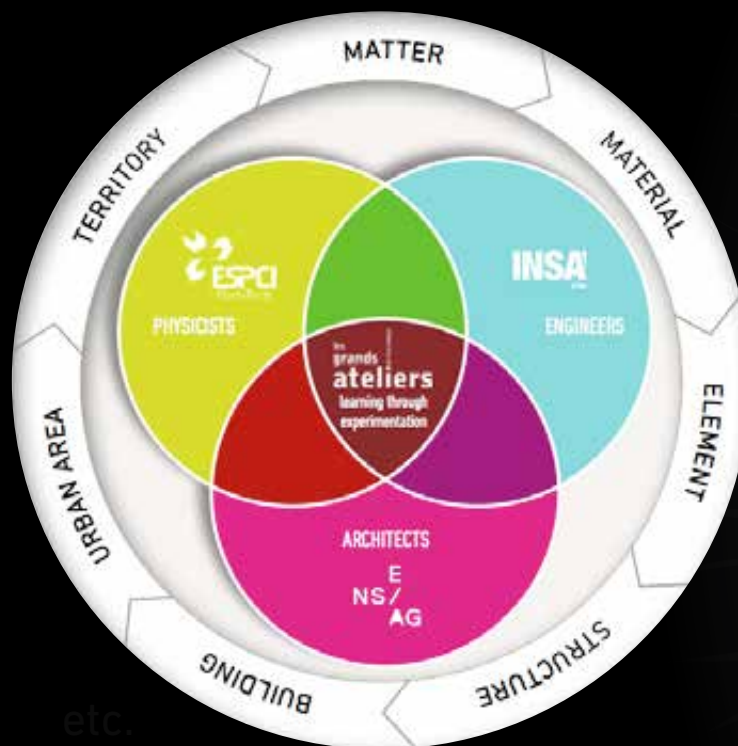 MATTER
MATERIAL
ELEMENT
STRUCTURE
BUILDING
URBAN AREA
TERRITORY
ESPCI
PHYSICISTS
INSA
ENGINEERS
les
grands
ateliers
learning through
experimentation
ARCHITECTS
E
NS/
AG
etc.